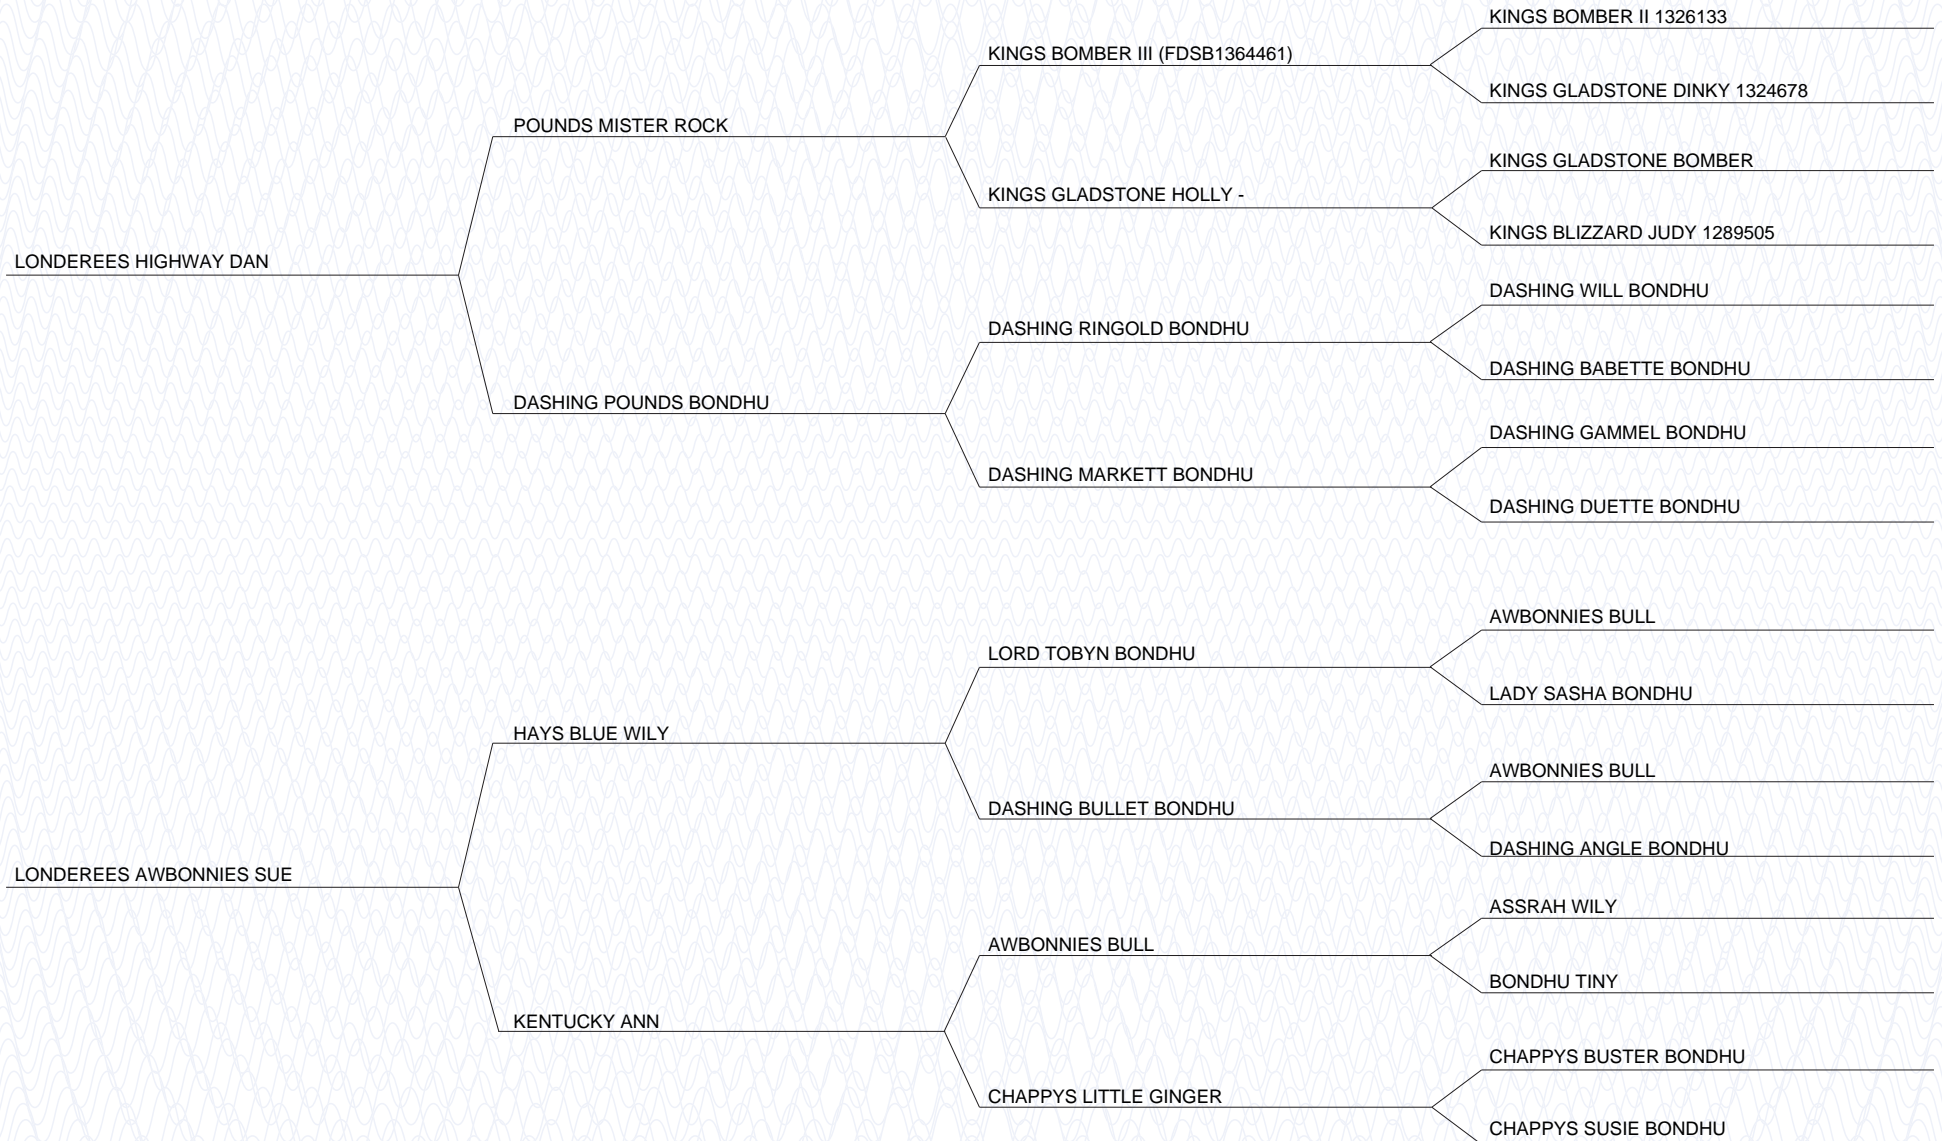 KINGS BOMBER II 1326133
KINGS BOMBER III (FDSB1364461)
KINGS GLADSTONE DINKY 1324678
POUNDS MISTER ROCK
KINGS GLADSTONE BOMBER
KINGS GLADSTONE HOLLY -
KINGS BLIZZARD JUDY 1289505
LONDEREES HIGHWAY DAN
DASHING WILL BONDHU
DASHING RINGOLD BONDHU
DASHING BABETTE BONDHU
DASHING POUNDS BONDHU
DASHING GAMMEL BONDHU
DASHING MARKETT BONDHU
DASHING DUETTE BONDHU
AWBONNIES BULL
LORD TOBYN BONDHU
LADY SASHA BONDHU
HAYS BLUE WILY
AWBONNIES BULL
DASHING BULLET BONDHU
DASHING ANGLE BONDHU
LONDEREES AWBONNIES SUE
ASSRAH WILY
AWBONNIES BULL
BONDHU TINY
KENTUCKY ANN
CHAPPYS BUSTER BONDHU
CHAPPYS LITTLE GINGER
CHAPPYS SUSIE BONDHU